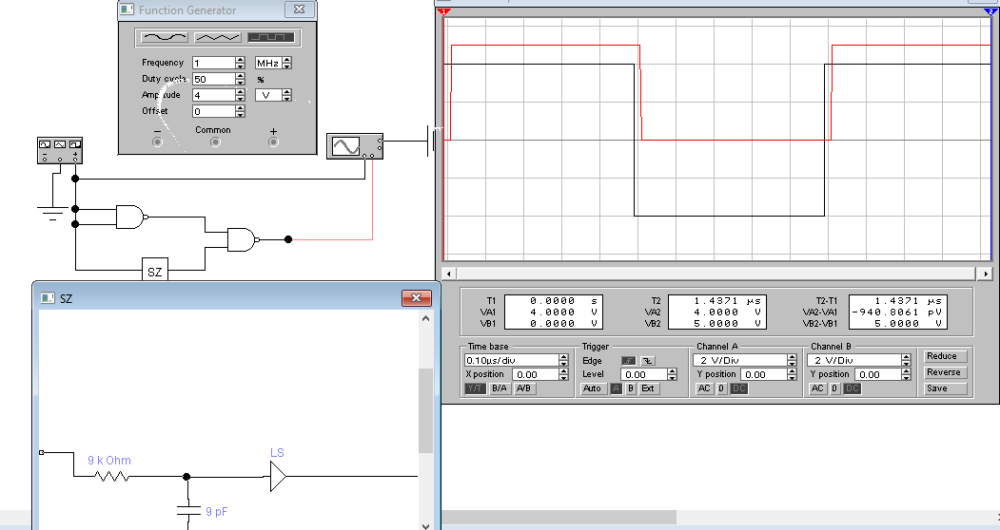 Function Generator
Frequency 1 MHz
Duty cycle 50 %
Amplitude 4 V
Offset 0
Common
− +
1 2
SZ
SZ
9 k Ohm
LS
9 pF
T1 0.0000 s
VA1 4.0000 V
VB1 0.0000 V
T2 1.4371 µs
VA2 4.0000 V
VB2 5.0000 V
T2-T1 1.4371 µs
VA2-VA1 -940.8061 pV
VB2-VB1 5.0000 V
Time base
0.10µs/div
X position 0.00
Y/T B/A A/B
Trigger
Edge
Level 0.00
Auto A B Ext
Channel A
2 V/Div
Y position 0.00
AC 0 DC
Channel B
2 V/Div
Y position 0.00
AC 0 DC
Reduce
Reverse
Save